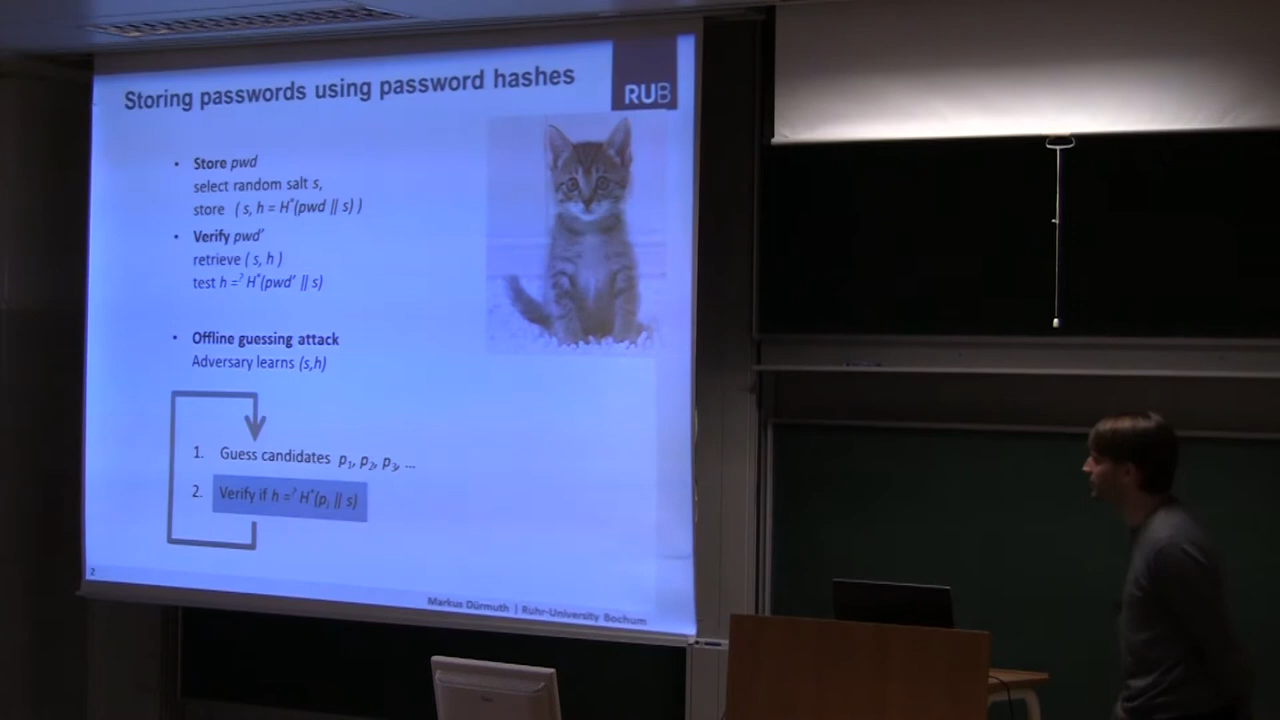 Storing passwords using password hashes
RUB
• Store pwd
select random salt s,
store ( s, h = H*(pwd || s) )
• Verify pwd'
retrieve ( s, h )
test h =? H*(pwd' || s)
• Offline guessing attack
Adversary learns (s,h)
1. Guess candidates p1, p2, p3, ...
2. Verify if h =? H*(pi || s)
2
Markus Dürmuth | Ruhr-University Bochum